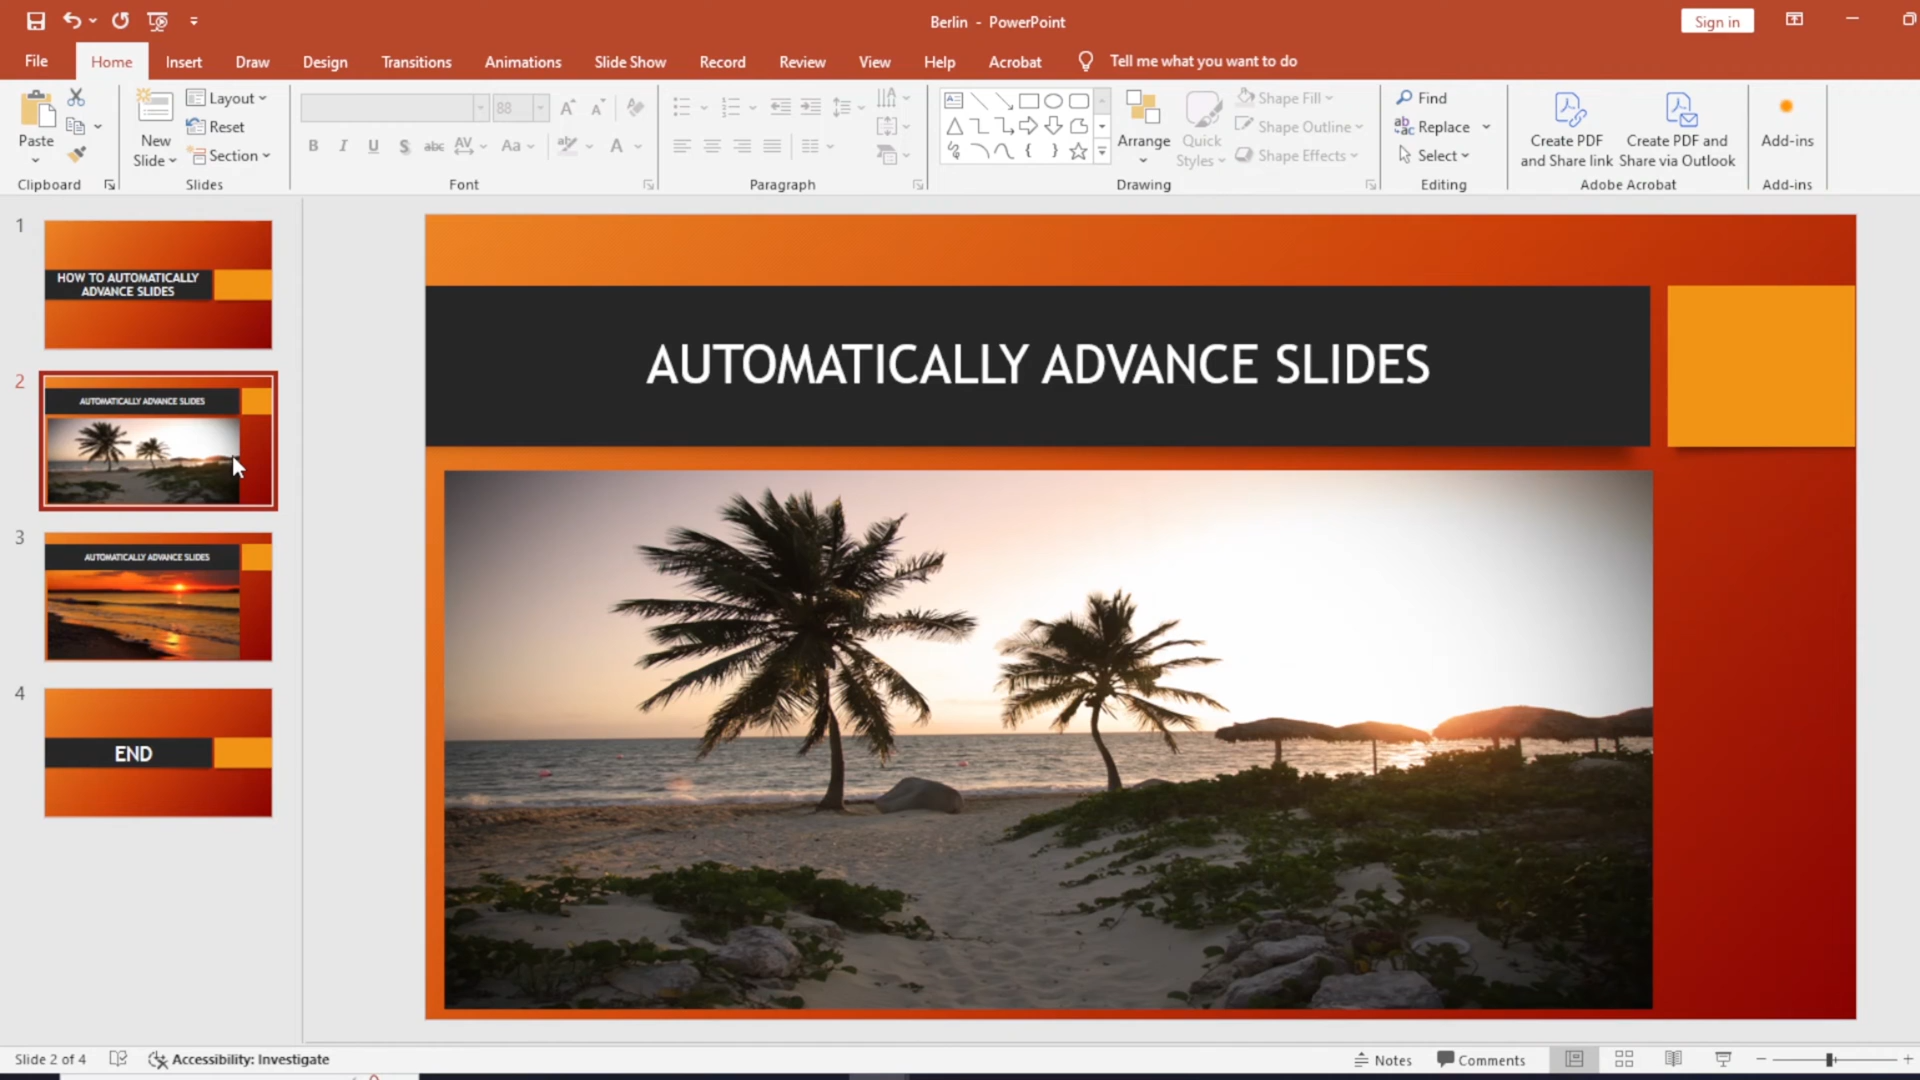 Berlin - PowerPoint
Sign in
File Home Insert Draw Design Transitions Animations Slide Show Record Review View Help Acrobat Tell me what you want to do
Paste
New Slide
Layout
Reset
Section
88
B I U S abc AV Aa A
Arrange
Quick Styles
Shape Fill
Shape Outline
Shape Effects
Find
Replace
Select
Create PDF and Share link
Create PDF and Share via Outlook
Add-ins
Clipboard Slides Font Paragraph Drawing Editing Adobe Acrobat Add-ins
1
HOW TO AUTOMATICALLY
ADVANCE SLIDES
2
AUTOMATICALLY ADVANCE SLIDES
3
AUTOMATICALLY ADVANCE SLIDES
4
END
AUTOMATICALLY ADVANCE SLIDES
Slide 2 of 4 Accessibility: Investigate Notes Comments